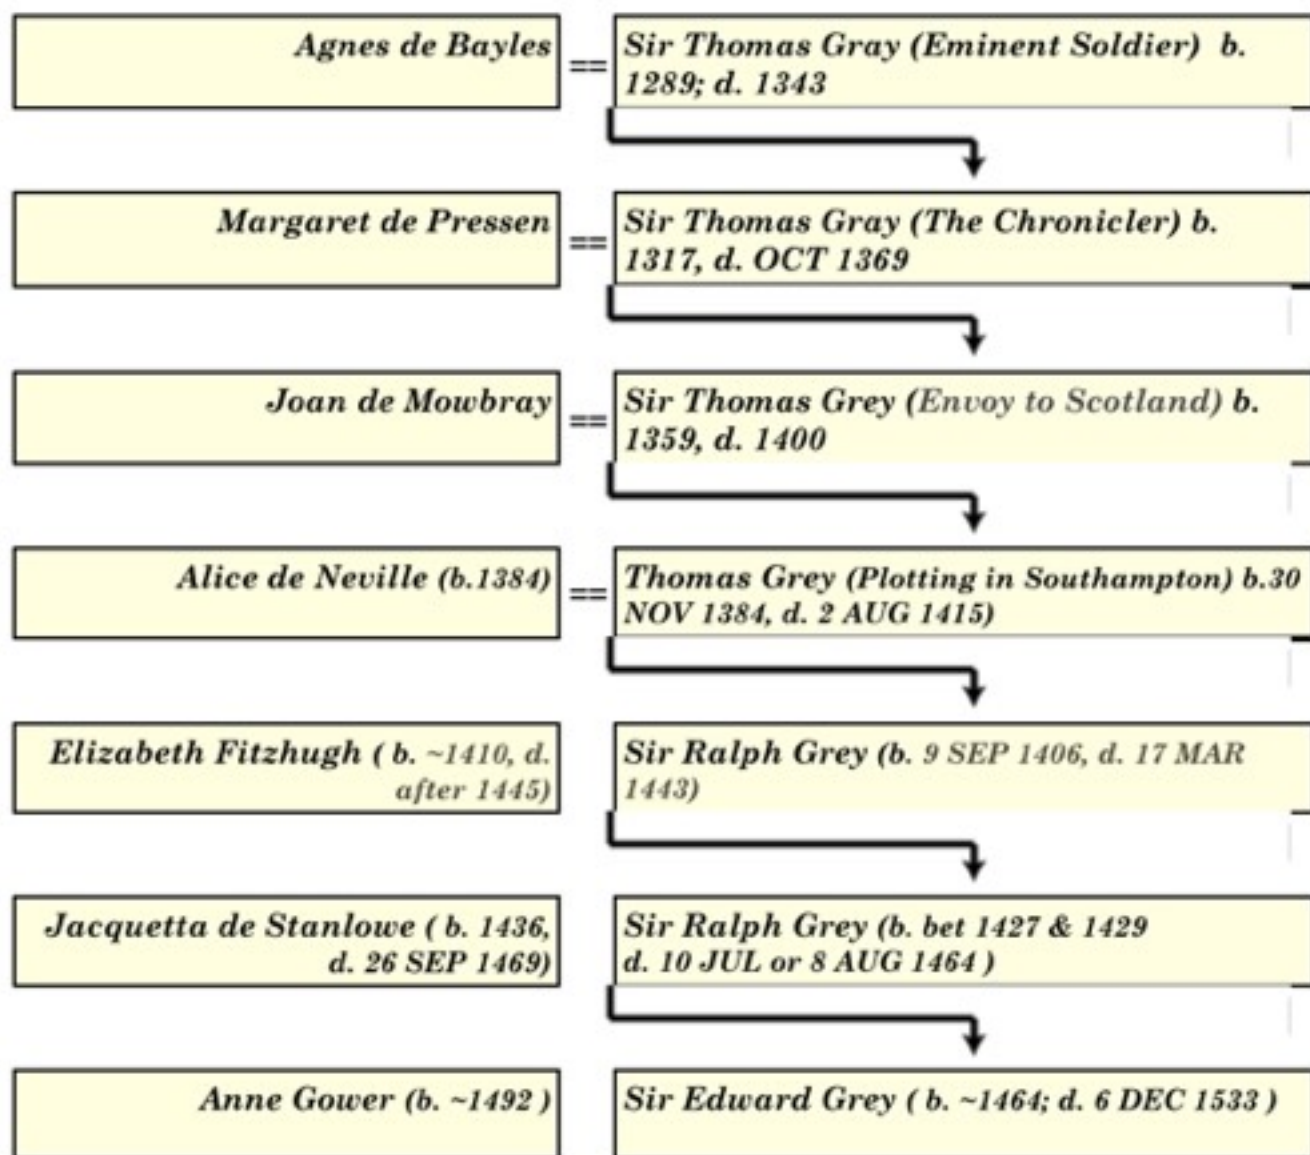 Agnes de Bayles
==
Sir Thomas Gray (Eminent Soldier) b.
1289; d. 1343
Margaret de Pressen
==
Sir Thomas Gray (The Chronicler) b.
1317, d. OCT 1369
Joan de Mowbray
==
Sir Thomas Grey (Envoy to Scotland) b.
1359, d. 1400
Alice de Neville (b.1384)
==
Thomas Grey (Plotting in Southampton) b.30
NOV 1384, d. 2 AUG 1415)
Elizabeth Fitzhugh ( b. ~1410, d.
after 1445)
Sir Ralph Grey (b. 9 SEP 1406, d. 17 MAR
1443)
Jacquetta de Stanlowe ( b. 1436,
d. 26 SEP 1469)
Sir Ralph Grey (b. bet 1427 & 1429
d. 10 JUL or 8 AUG 1464 )
Anne Gower (b. ~1492 )
Sir Edward Grey ( b. ~1464; d. 6 DEC 1533 )